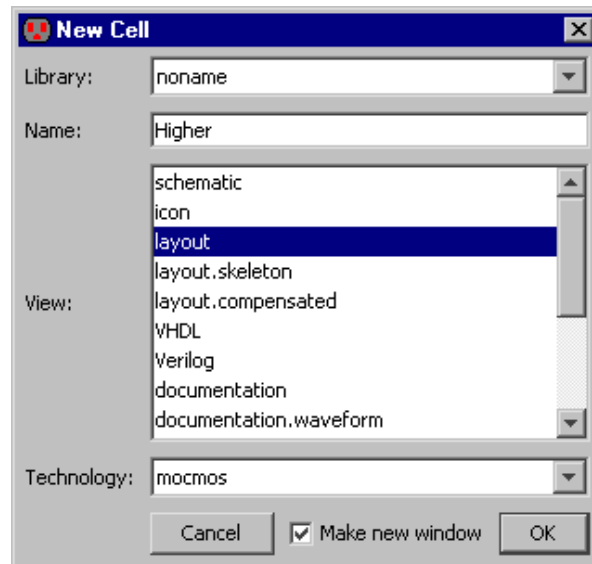 New Cell
Library: noname
Name: Higher
View:
schematic
icon
layout
layout.skeleton
layout.compensated
VHDL
Verilog
documentation
documentation.waveform
Technology: mocmos
Cancel Make new window OK